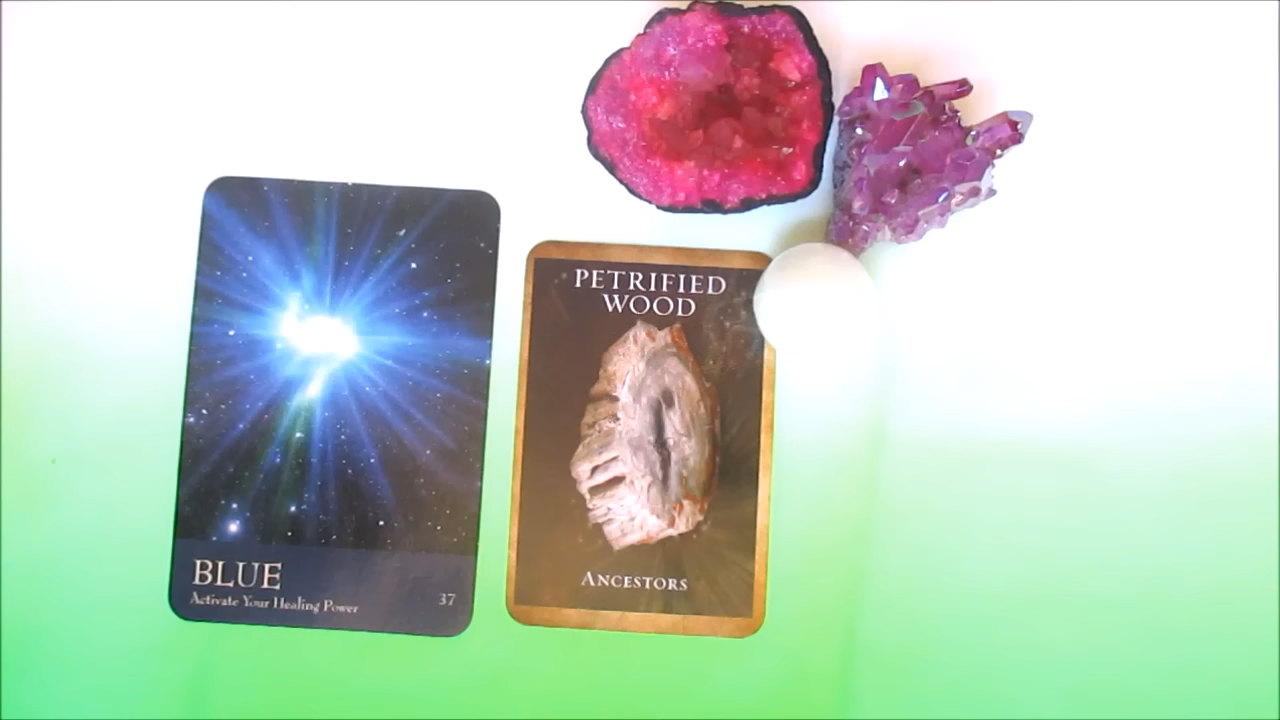 BLUE
Activate Your Healing Power
37
PETRIFIED
WOOD
ANCESTORS